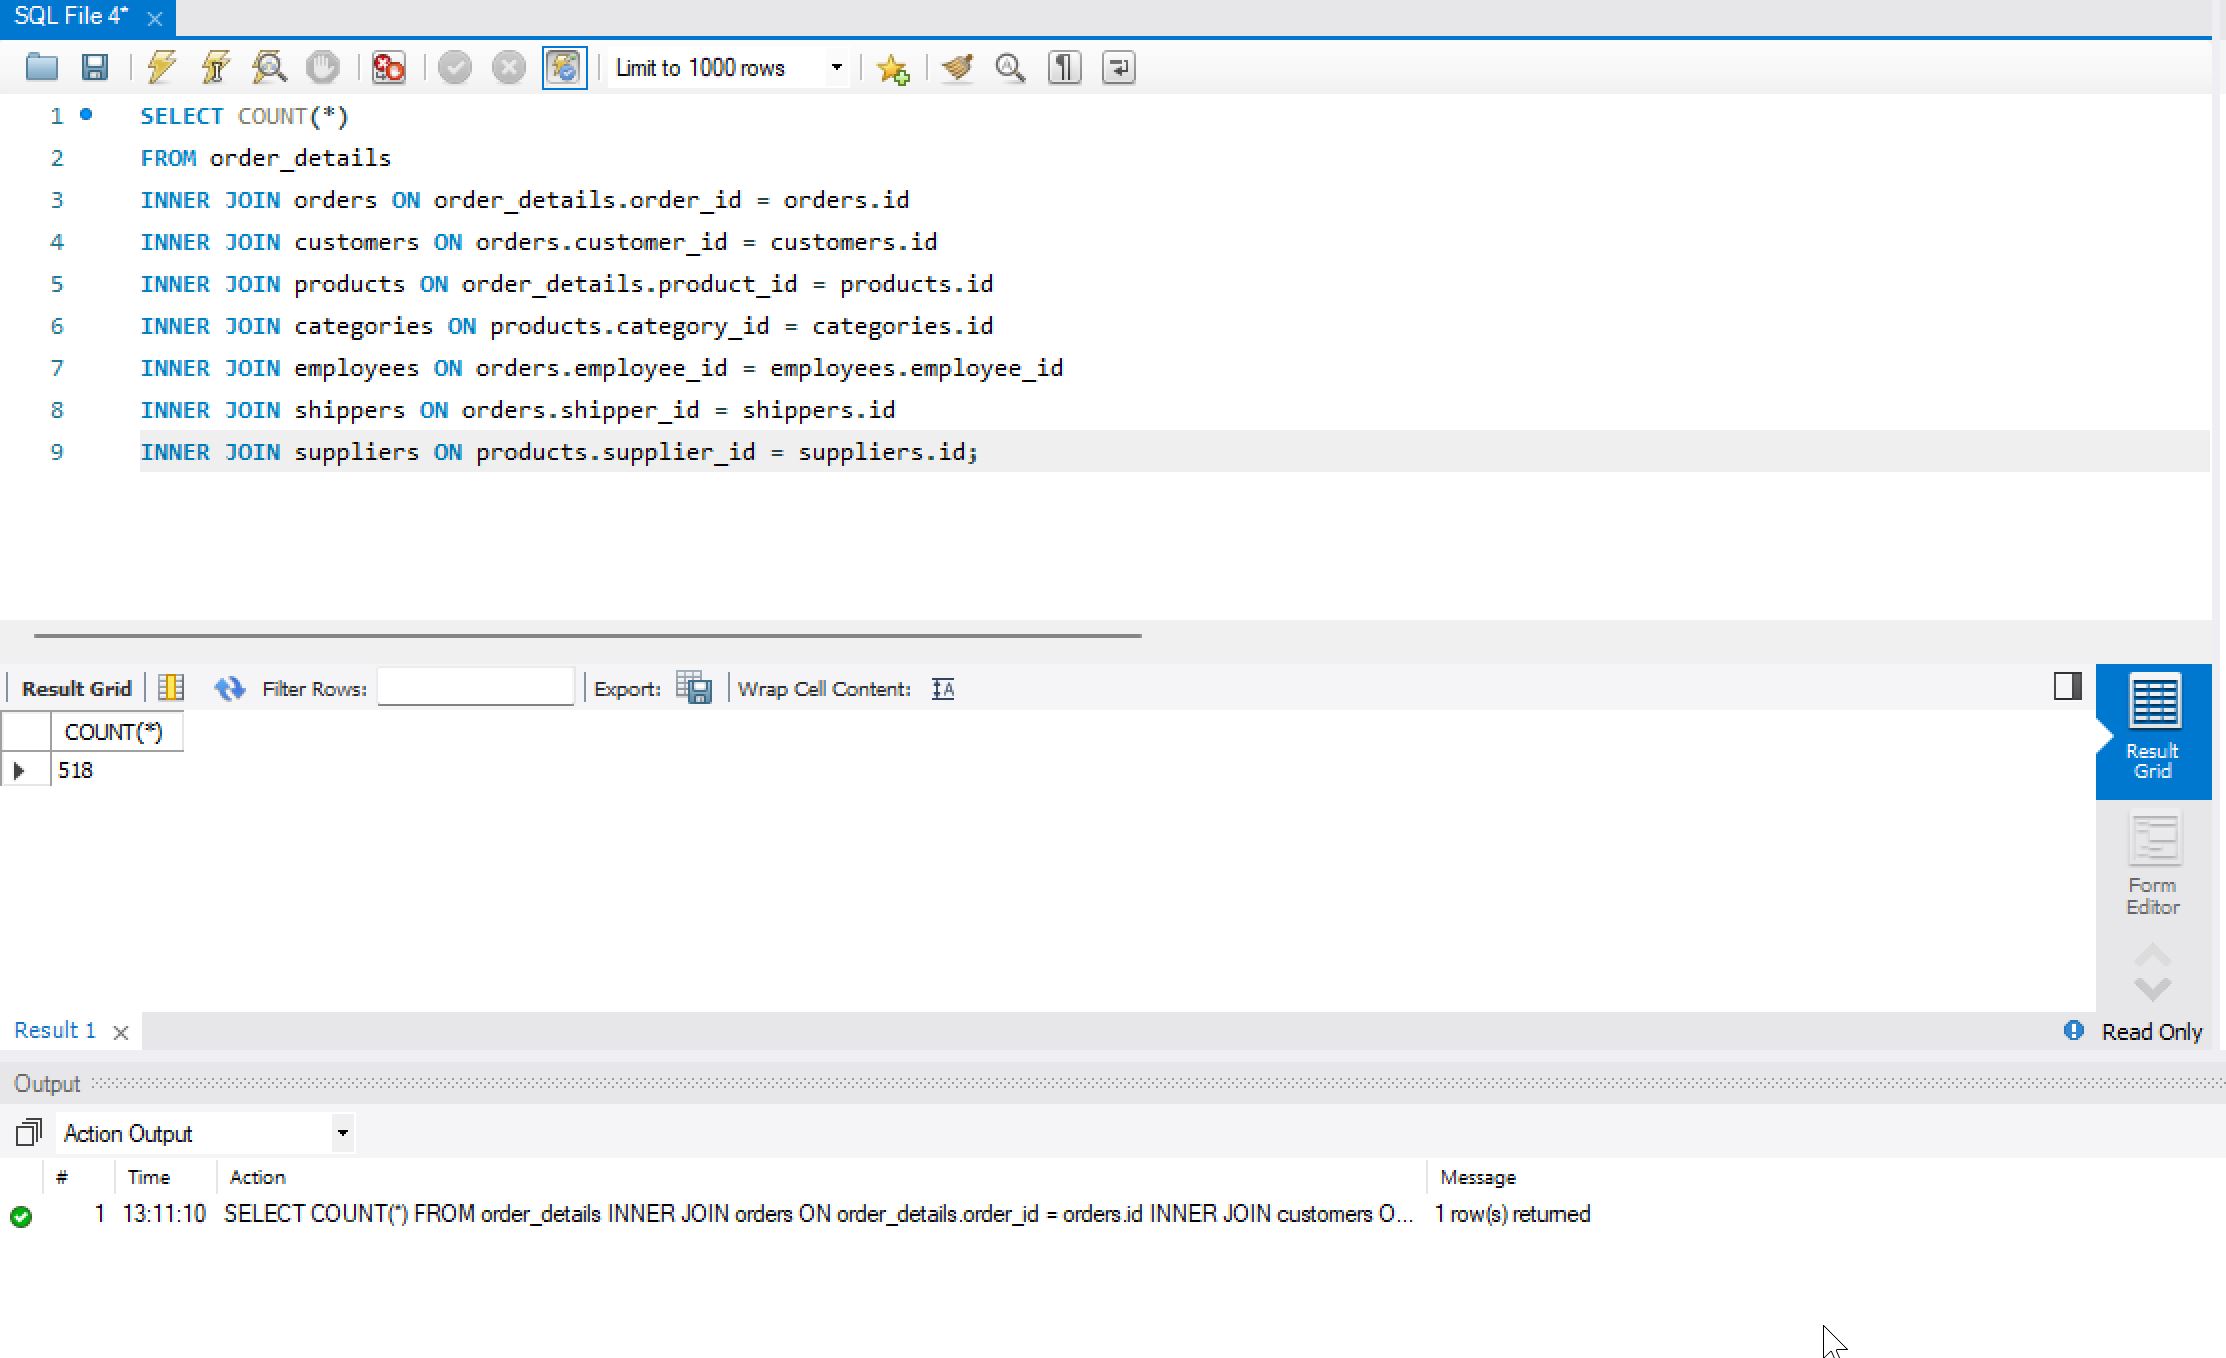 SQL File 4*
Limit to 1000 rows
1 SELECT COUNT(*)
2 FROM order_details
3 INNER JOIN orders ON order_details.order_id = orders.id
4 INNER JOIN customers ON orders.customer_id = customers.id
5 INNER JOIN products ON order_details.product_id = products.id
6 INNER JOIN categories ON products.category_id = categories.id
7 INNER JOIN employees ON orders.employee_id = employees.employee_id
8 INNER JOIN shippers ON orders.shipper_id = shippers.id
9 INNER JOIN suppliers ON products.supplier_id = suppliers.id;
Result Grid Filter Rows: Export: Wrap Cell Content:
COUNT(*)
518
Result
Grid
Form
Editor
Result 1 Read Only
Output
Action Output
# Time Action Message
1 13:11:10 SELECT COUNT(*) FROM order_details INNER JOIN orders ON order_details.order_id = orders.id INNER JOIN customers O... 1 row(s) returned